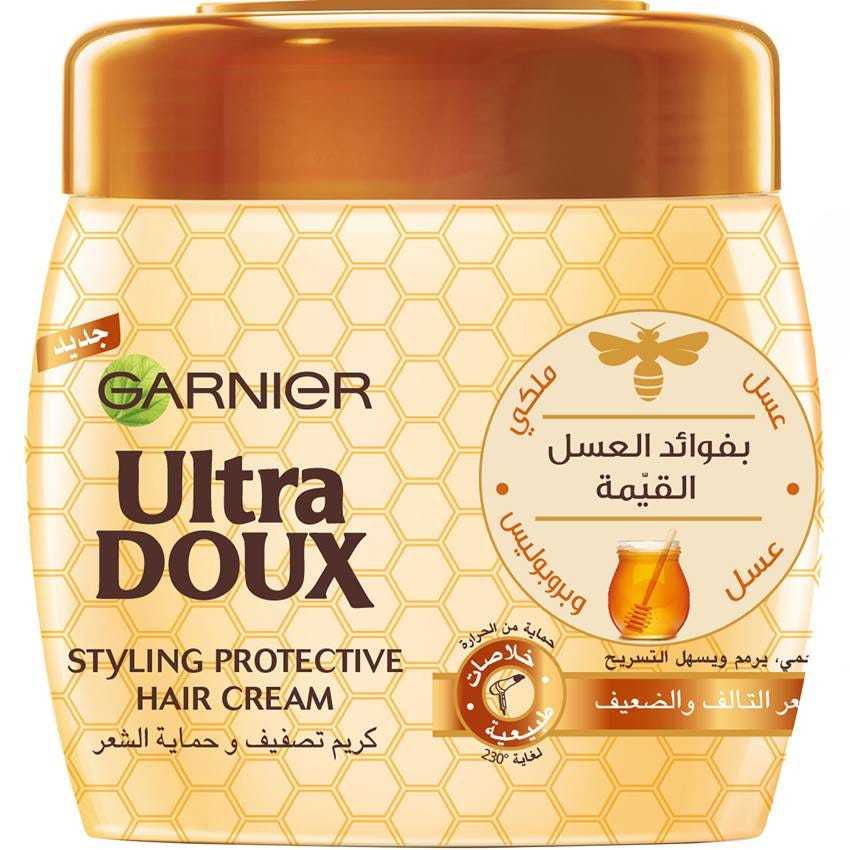 جديد
GARNIER
Ultra
DOUX
STYLING PROTECTIVE
HAIR CREAM
كريم تصفيف و حماية الشعر
عسل ملكي
بفوائد العسل
القيّمة
عسل وبروبوليس
حماية من الحرارة
خلاصات
طبيعية
لغاية °230
يرمم ويسهل التسريح
التالف والضعيف